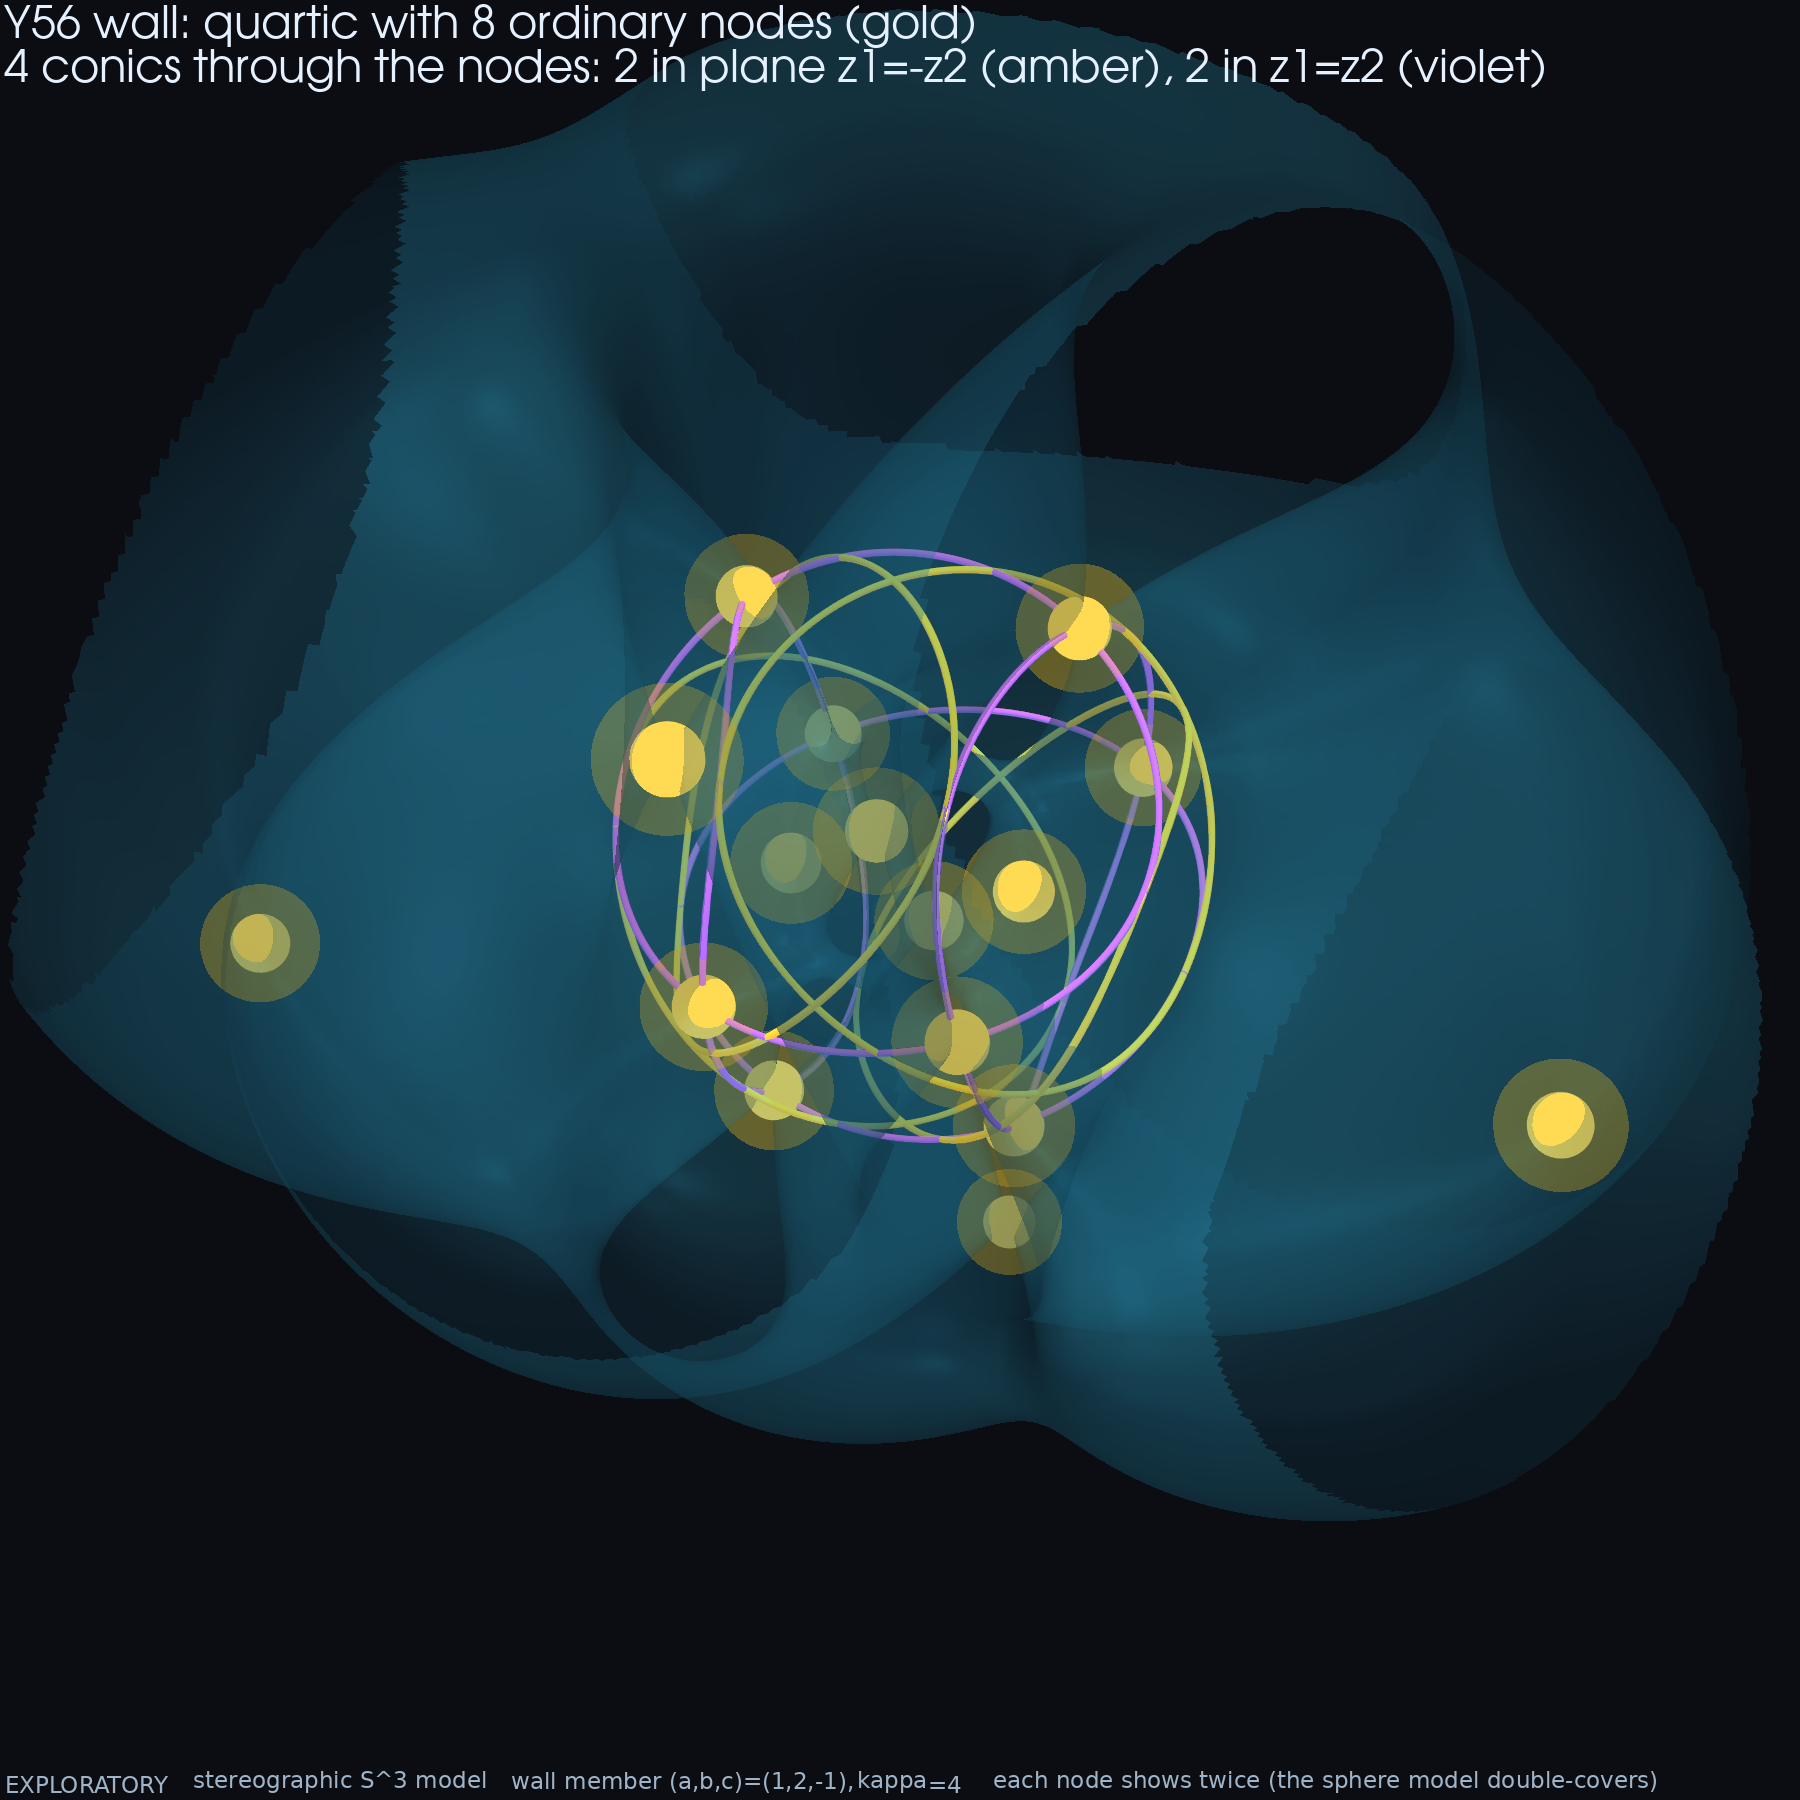 Y56 wall: quartic with 8 ordinary nodes (gold)
4 conics through the nodes: 2 in plane z1=-z2 (amber), 2 in z1=z2 (violet)
EXPLORATORY stereographic S^3 model wall member (a,b,c)=(1,2,-1), kappa=4 each node shows twice (the sphere model double-covers)